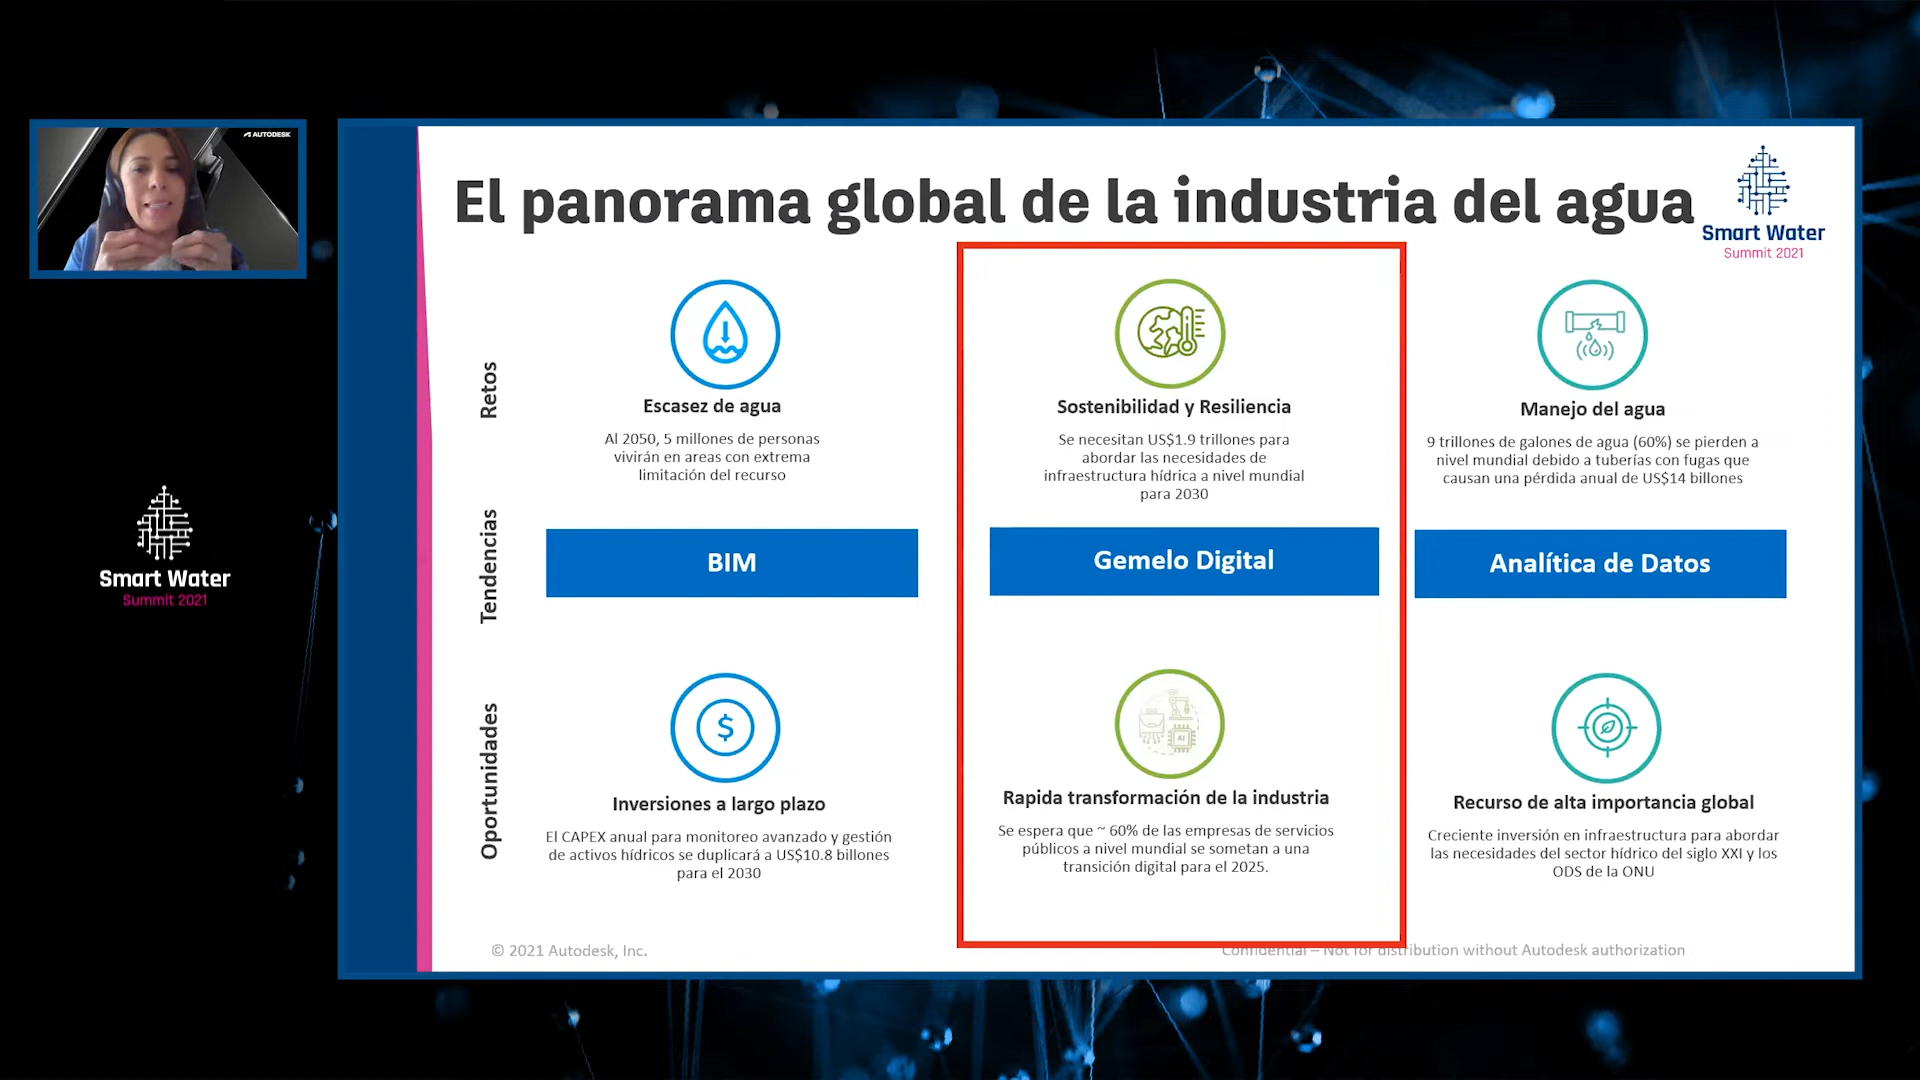 AUTODESK
El panorama global de la industria del agua
Smart Water
Summit 2021
Retos
Escasez de agua
Al 2050, 5 millones de personas
vivirán en areas con extrema
limitación del recurso
Sostenibilidad y Resiliencia
Se necesitan US$1.9 trillones para
abordar las necesidades de
infraestructura hídrica a nivel mundial
para 2030
Manejo del agua
9 trillones de galones de agua (60%) se pierden a
nivel mundial debido a tuberías con fugas que
causan una pérdida anual de US$14 billones
Tendencias
BIM
Gemelo Digital
Analítica de Datos
Smart Water
Summit 2021
Oportunidades
$
Inversiones a largo plazo
El CAPEX anual para monitoreo avanzado y gestión
de activos hídricos se duplicará a US$10.8 billones
para el 2030
AI
Rapida transformación de la industria
Se espera que ~ 60% de las empresas de servicios
públicos a nivel mundial se sometan a una
transición digital para el 2025.
Recurso de alta importancia global
Creciente inversión en infraestructura para abordar
las necesidades del sector hídrico del siglo XXI y los
ODS de la ONU
© 2021 Autodesk, Inc.
Confidential – Not for distribution without Autodesk authorization